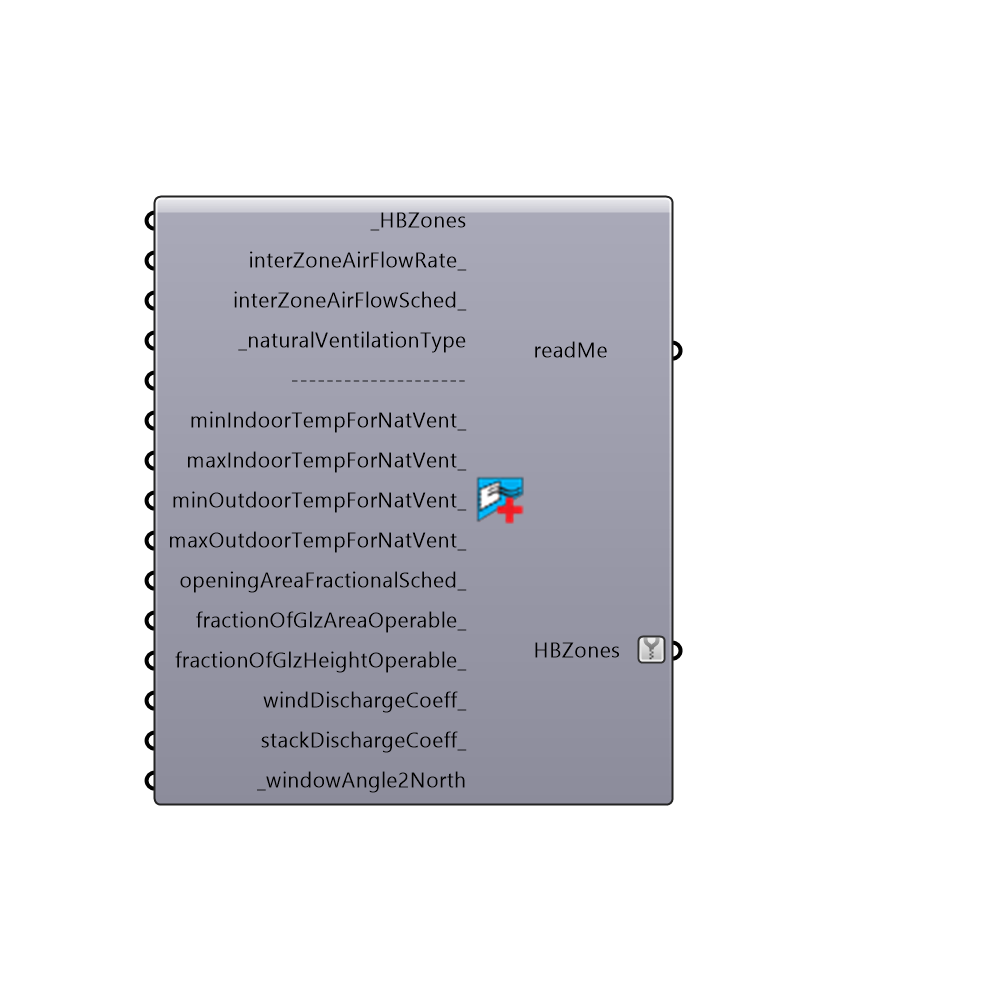 _HBZones
interZoneAirFlowRate_
interZoneAirFlowSched_
_naturalVentilationType
--------------------
minIndoorTempForNatVent_
maxIndoorTempForNatVent_
minOutdoorTempForNatVent_
maxOutdoorTempForNatVent_
openingAreaFractionalSched_
fractionOfGlzAreaOperable_
fractionOfGlzHeightOperable_
windDischargeCoeff_
stackDischargeCoeff_
_windowAngle2North
readMe
HBZones